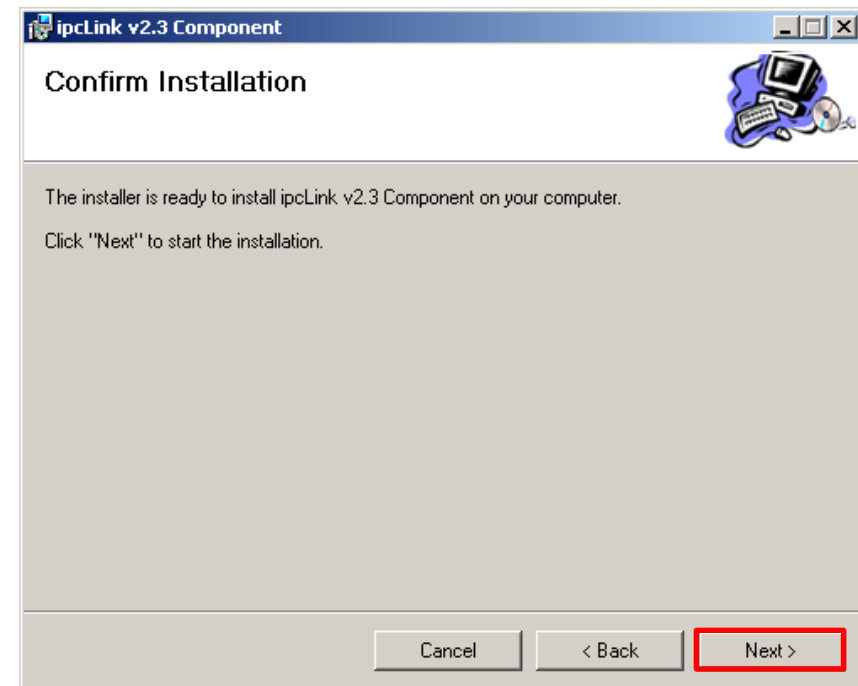 ipcLink v2.3 Component
Confirm Installation
The installer is ready to install ipcLink v2.3 Component on your computer.
Click "Next" to start the installation.
Cancel
< Back
Next >